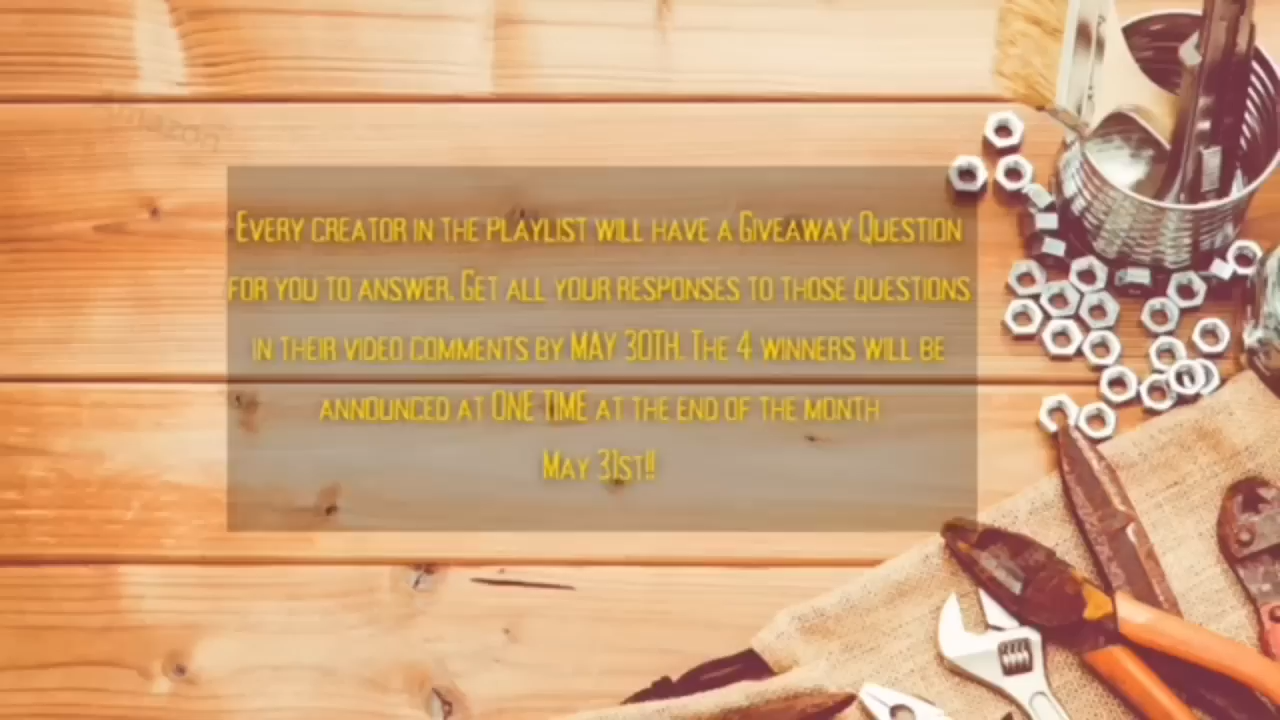 amazon
Every creator in the playlist will have a Giveaway Question
for you to answer. Get all your responses to those questions
in their video comments by MAY 30TH. The 4 winners will be
announced at ONE TIME at the end of the month
May 31st!!